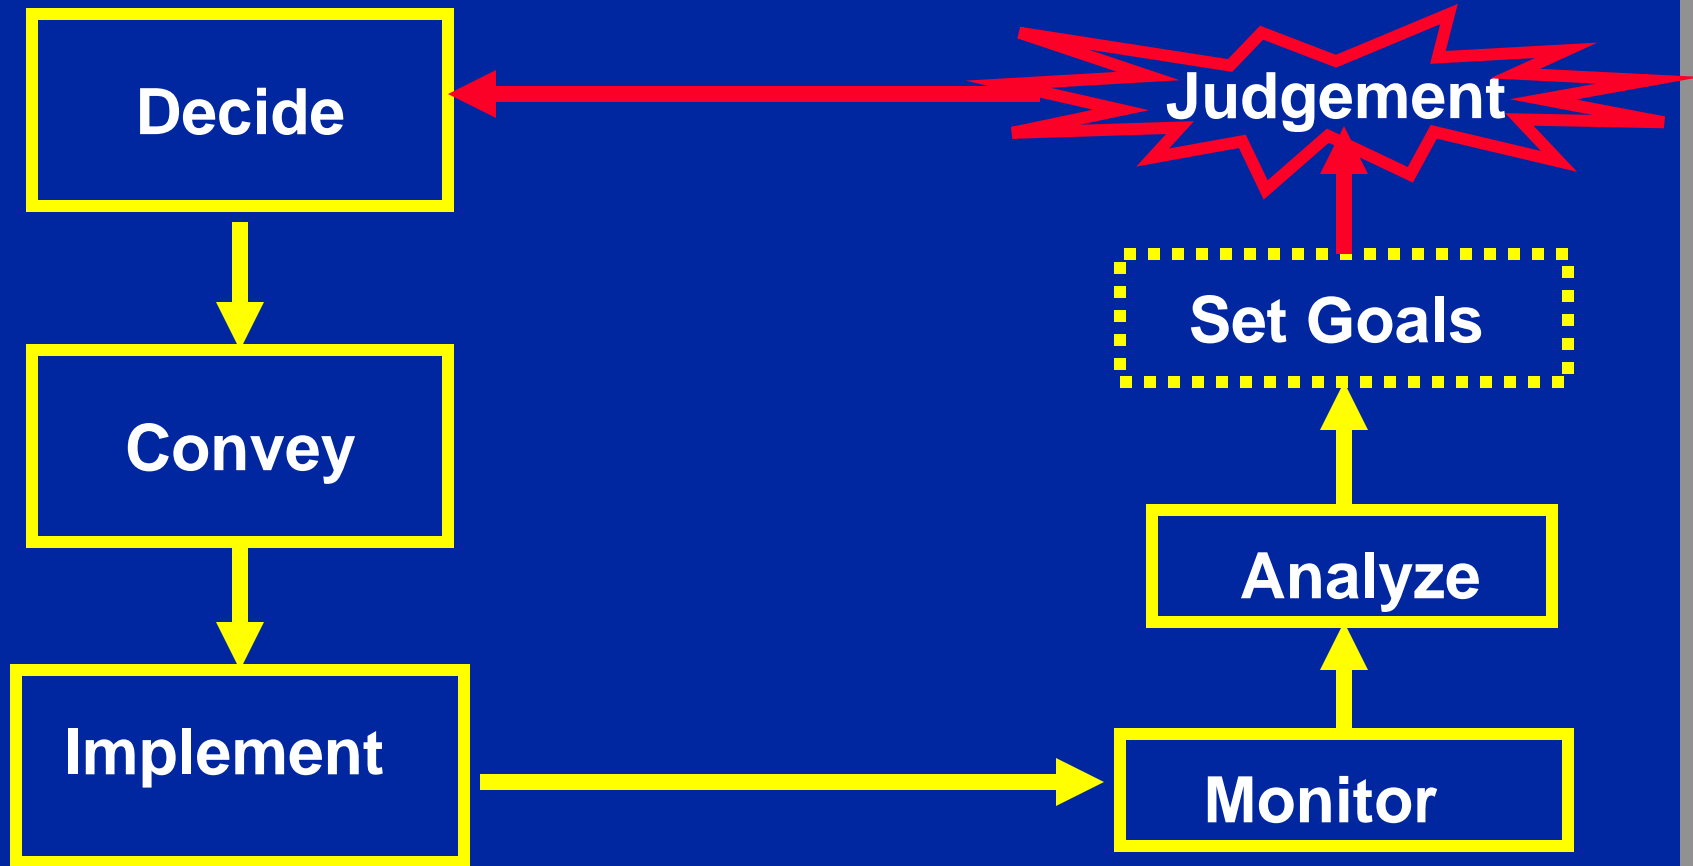 Decide
Judgement
Set Goals
Convey
Analyze
Implement
Monitor